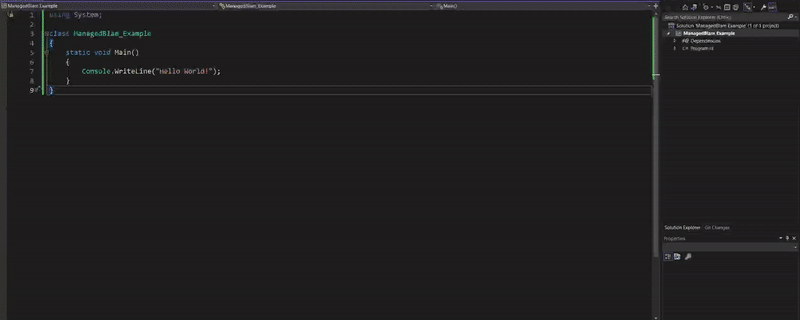 ManagedBlam Example
ManagedBlam_Example
Main()
1 using System;
2
3 class ManagedBlam_Example
4 {
5 static void Main()
6 {
7 Console.WriteLine("Hello World!");
8 }
9 }
Search Solution Explorer (Ctrl+;)
Solution 'ManagedBlam Example' (1 of 1 project)
ManagedBlam Example
Dependencies
Program.cs
Solution Explorer Git Changes
Properties